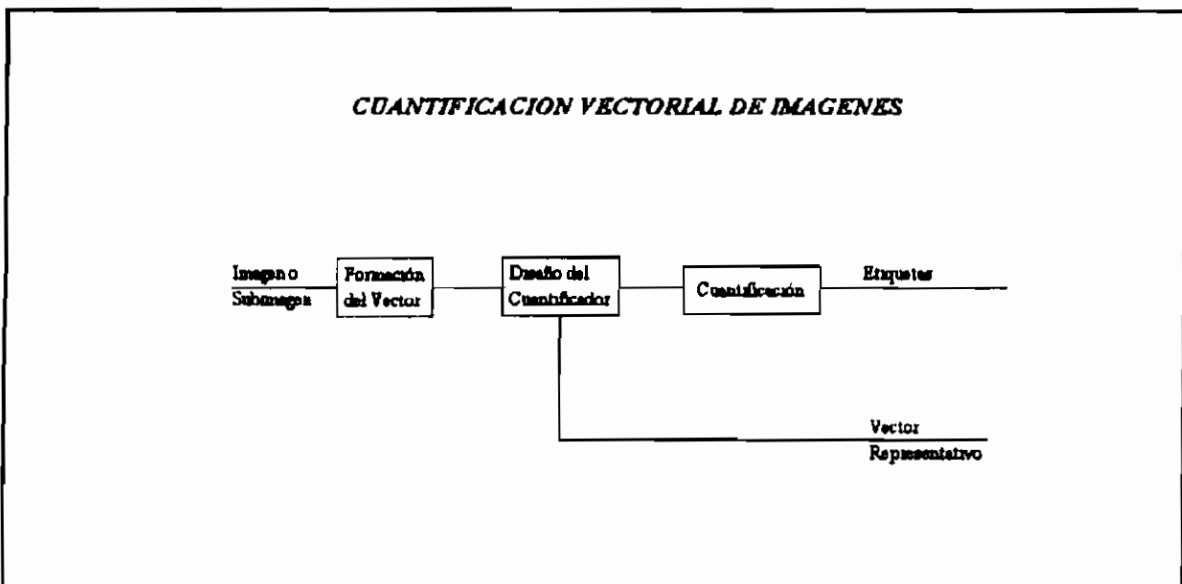 CUANTIFICACION VECTORIAL DE IMAGENES
Imagen o
Subimagen
Formación
del Vector
Diseño del
Cuantificador
Cuantificación
Etiquetas
Vector
Representativo